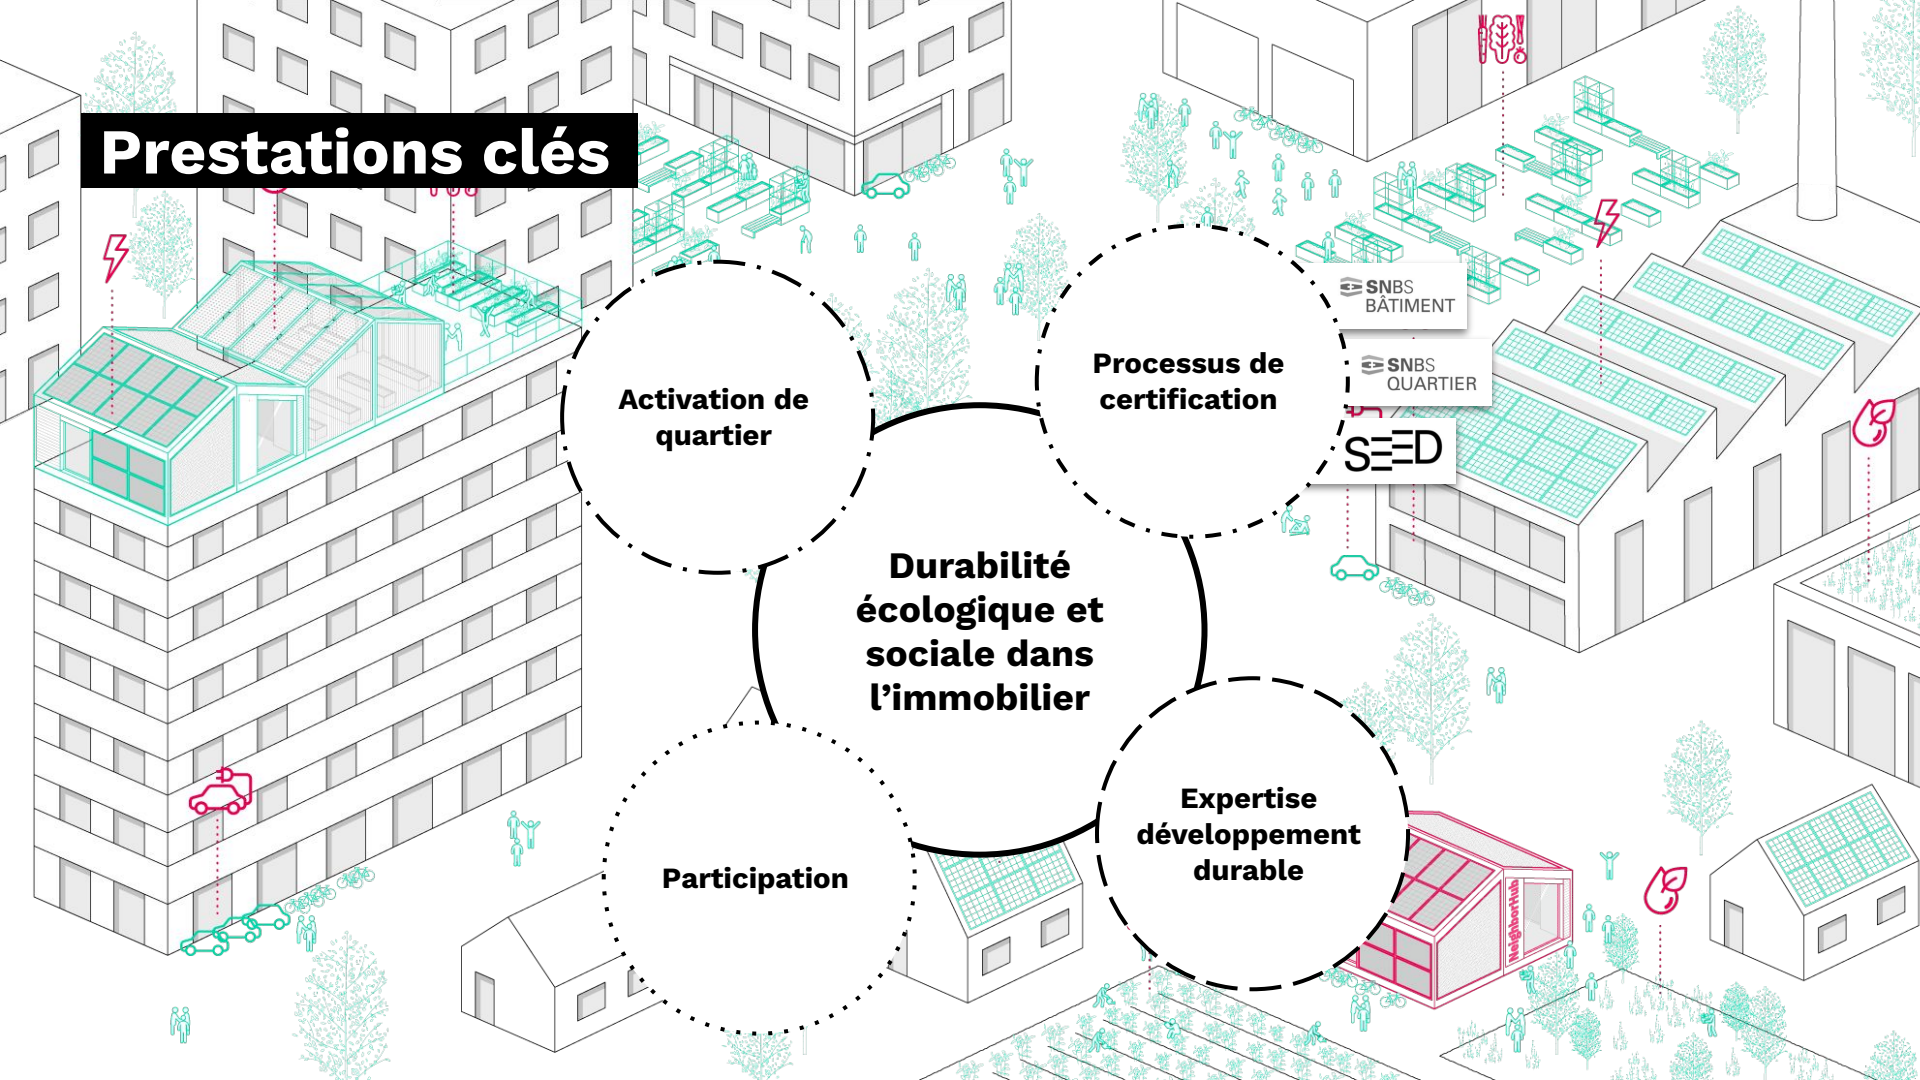 Prestations clés
Activation de
quartier
Processus de
certification
SNBS
BÂTIMENT
SNBS
QUARTIER
SEED
Durabilité
écologique et
sociale dans
l’immobilier
Expertise
développement
durable
Participation
NeighborHub